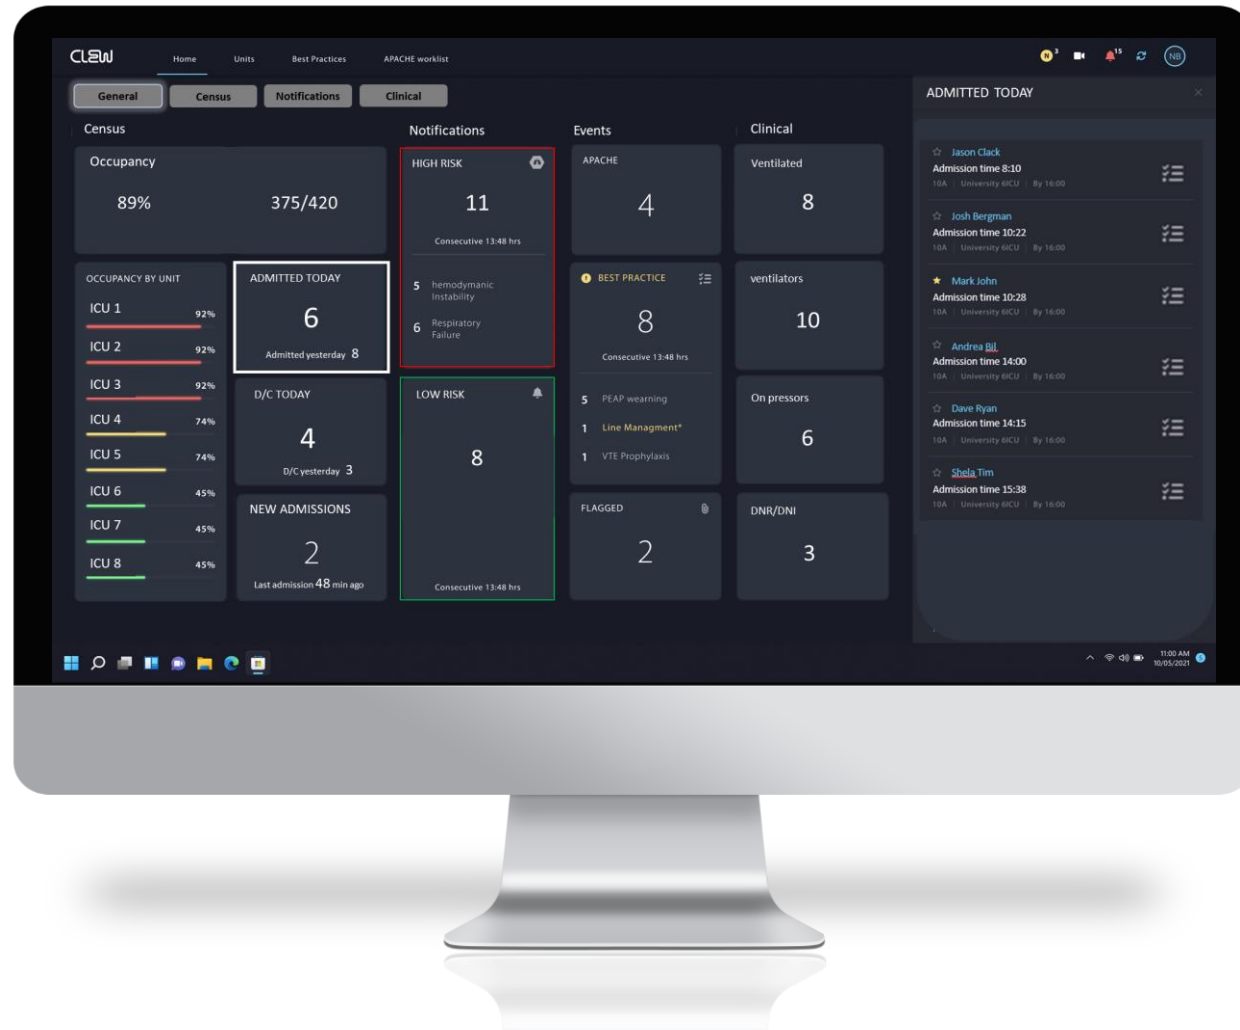 CLEW
Home Units Best Practices APACHE worklist
N 3 15 NB
General Census Notifications Clinical
ADMITTED TODAY
Census
Notifications
Events
Clinical
Occupancy
89% 375/420
OCCUPANCY BY UNIT
ICU 1 92%
ICU 2 92%
ICU 3 92%
ICU 4 74%
ICU 5 74%
ICU 6 45%
ICU 7 45%
ICU 8 45%
ADMITTED TODAY
6
Admitted yesterday 8
D/C TODAY
4
D/C yesterday 3
NEW ADMISSIONS
2
Last admission 48 min ago
HIGH RISK
11
Consecutive 13:48 hrs
5 hemodymanic
Instability
6 Respiratory
Failure
LOW RISK
8
Consecutive 13:48 hrs
APACHE
4
BEST PRACTICE
8
Consecutive 13:48 hrs
5 PEAP wearning
1 Line Managment*
1 VTE Prophylaxis
FLAGGED
2
Ventilated
8
ventilators
10
On pressors
6
DNR/DNI
3
Jason Clack
Admission time 8:10
10A | University 6ICU | By 16:00
Josh Bergman
Admission time 10:22
10A | University 6ICU | By 16:00
Mark John
Admission time 10:28
10A | University 6ICU | By 16:00
Andrea Bil
Admission time 14:00
10A | University 6ICU | By 16:00
Dave Ryan
Admission time 14:15
10A | University 6ICU | By 16:00
Shela Tim
Admission time 15:38
10A | University 6ICU | By 16:00
11:00 AM
10/05/2021